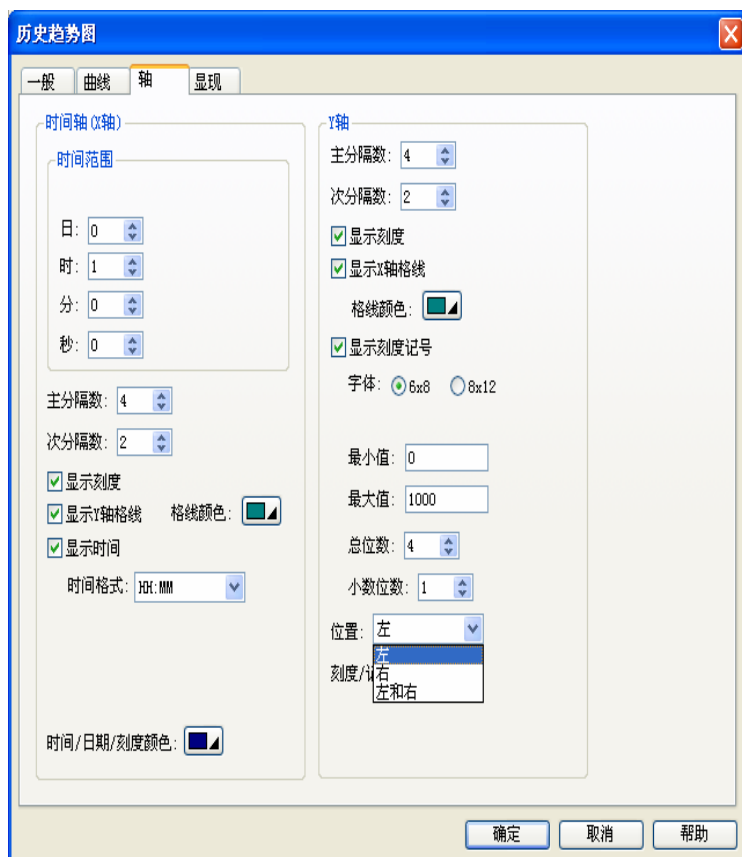 历史趋势图
一般 曲线 轴 显现
时间轴(X轴)
时间范围
日: 0
时: 1
分: 0
秒: 0
主分隔数: 4
次分隔数: 2
显示刻度
显示Y轴格线 格线颜色:
显示时间
时间格式: HH:MM
时间/日期/刻度颜色:
Y轴
主分隔数: 4
次分隔数: 2
显示刻度
显示X轴格线
格线颜色:
显示刻度记号
字体: 6x8 8x12
最小值: 0
最大值: 1000
总位数: 4
小数位数: 1
位置: 左
左
右
左和右
刻度/
确定 取消 帮助